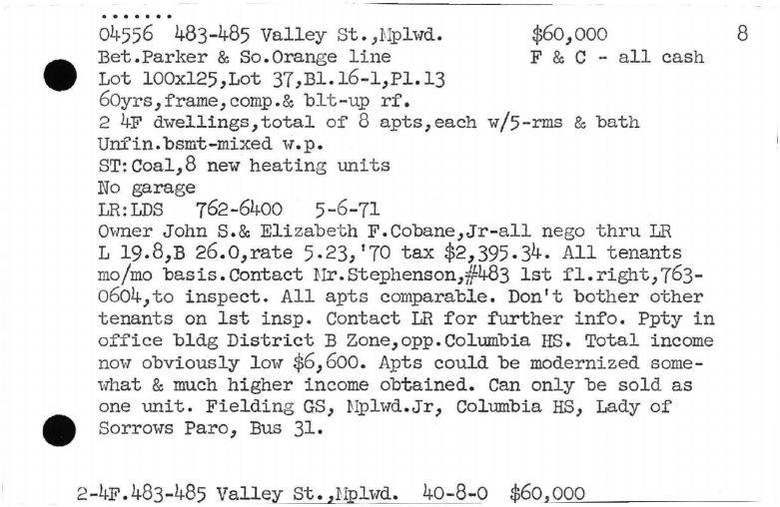 04556 483-485 Valley St.,Mplwd. $60,000 8
Bet.Parker & So.Orange line F & C - all cash
Lot 100x125,Lot 37,Bl.16-1,Pl.13
60yrs,frame,comp.& blt-up rf.
2 4F dwellings,total of 8 apts,each w/5-rms & bath
Unfin.bsmt-mixed w.p.
ST:Coal,8 new heating units
No garage
LR:LDS 762-6400 5-6-71
Owner John S.& Elizabeth F.Cobane,Jr-all nego thru LR
L 19.8,B 26.0,rate 5.23,'70 tax $2,395.34. All tenants
mo/mo basis.Contact Mr.Stephenson,#483 1st fl.right,763-
0604,to inspect. All apts comparable. Don't bother other
tenants on 1st insp. Contact LR for further info. Ppty in
office bldg District B Zone,opp.Columbia HS. Total income
now obviously low $6,600. Apts could be modernized some-
what & much higher income obtained. Can only be sold as
one unit. Fielding GS, Mplwd.Jr, Columbia HS, Lady of
Sorrows Paro, Bus 31.
2-4F.483-485 Valley St.,Mplwd. 40-8-0 $60,000